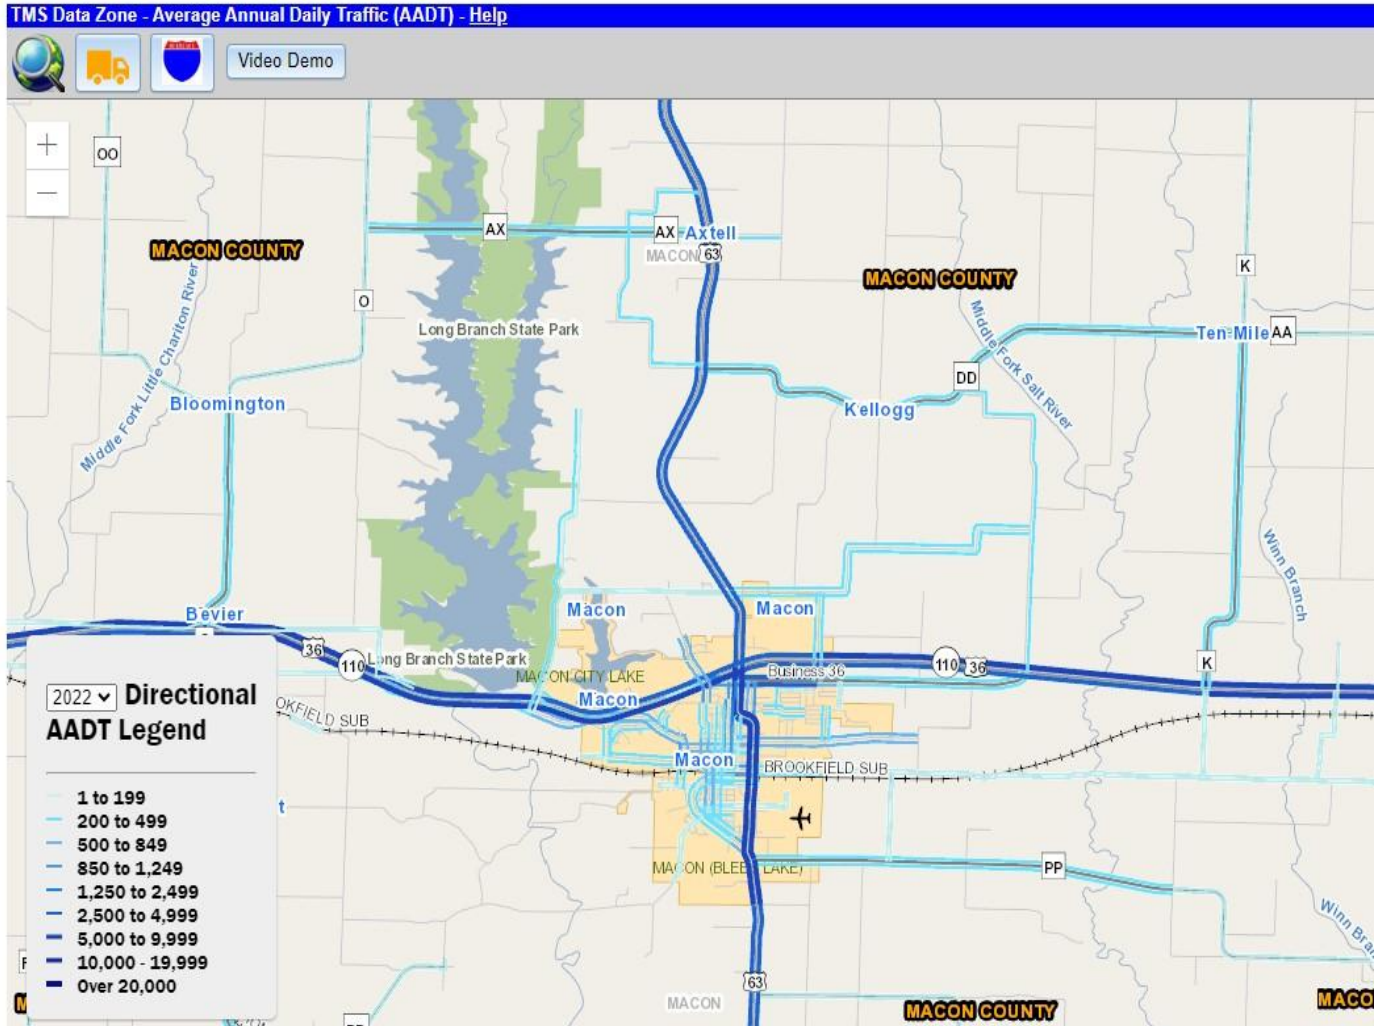 TMS Data Zone - Average Annual Daily Traffic (AADT) - Help
Video Demo
+
OO
−
AX
AX Axtell
MACON
63
MACON COUNTY
MACON COUNTY
K
O
Middle Fork Little Chariton River
Long Branch State Park
Middle Fork Salt River
Ten Mile AA
DD
Bloomington
Kellogg
Winn Branch
Bevier
Macon
Macon
36
110
Long Branch State Park
MACON CITY LAKE
Business 36
110 36
K
Macon
OKFIELD SUB
Macon
BROOKFIELD SUB
2022 Directional
AADT Legend
1 to 199
200 to 499
500 to 849
850 to 1,249
1,250 to 2,499
2,500 to 4,999
5,000 to 9,999
10,000 - 19,999
Over 20,000
t
PP
Winn Bra
63
MACON
MACON COUNTY
MACO